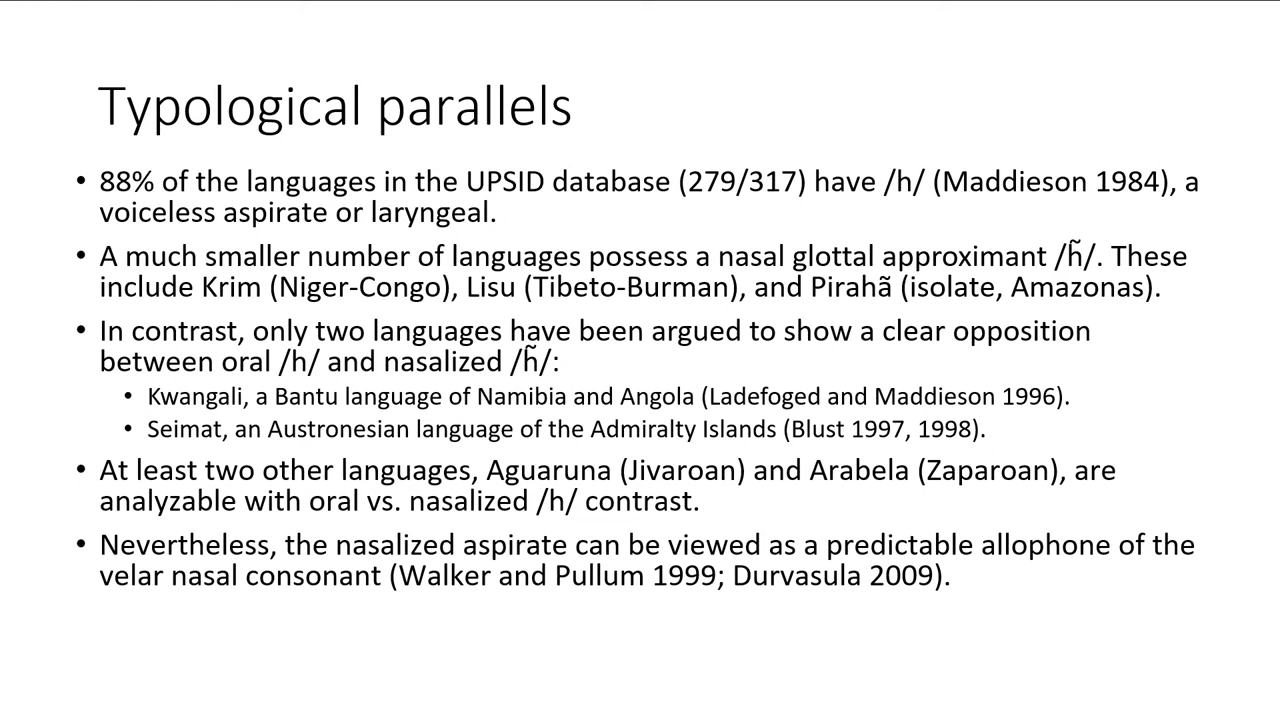 Typological parallels
• 88% of the languages in the UPSID database (279/317) have /h/ (Maddieson 1984), a
voiceless aspirate or laryngeal.
• A much smaller number of languages possess a nasal glottal approximant /h̃/. These
include Krim (Niger-Congo), Lisu (Tibeto-Burman), and Pirahã (isolate, Amazonas).
• In contrast, only two languages have been argued to show a clear opposition
between oral /h/ and nasalized /h̃/:
• Kwangali, a Bantu language of Namibia and Angola (Ladefoged and Maddieson 1996).
• Seimat, an Austronesian language of the Admiralty Islands (Blust 1997, 1998).
• At least two other languages, Aguaruna (Jivaroan) and Arabela (Zaparoan), are
analyzable with oral vs. nasalized /h/ contrast.
• Nevertheless, the nasalized aspirate can be viewed as a predictable allophone of the
velar nasal consonant (Walker and Pullum 1999; Durvasula 2009).